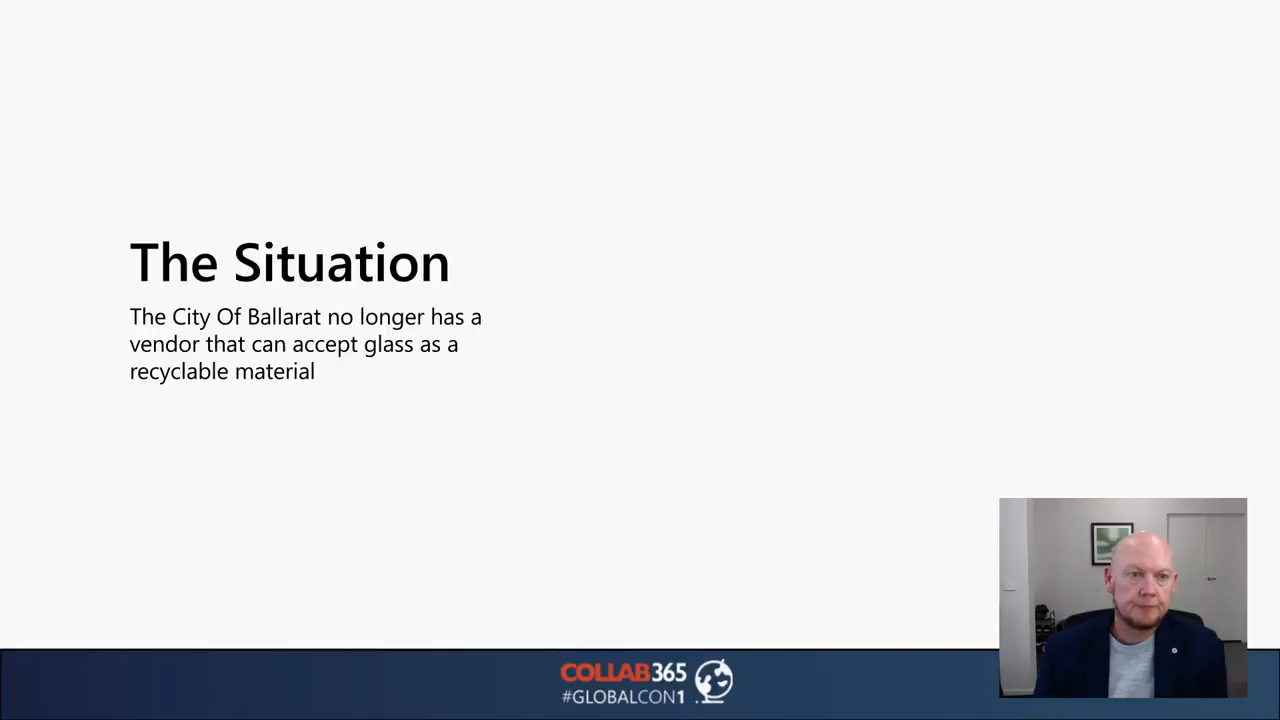 The Situation
The City Of Ballarat no longer has a
vendor that can accept glass as a
recyclable material
COLLAB365
#GLOBALCON1